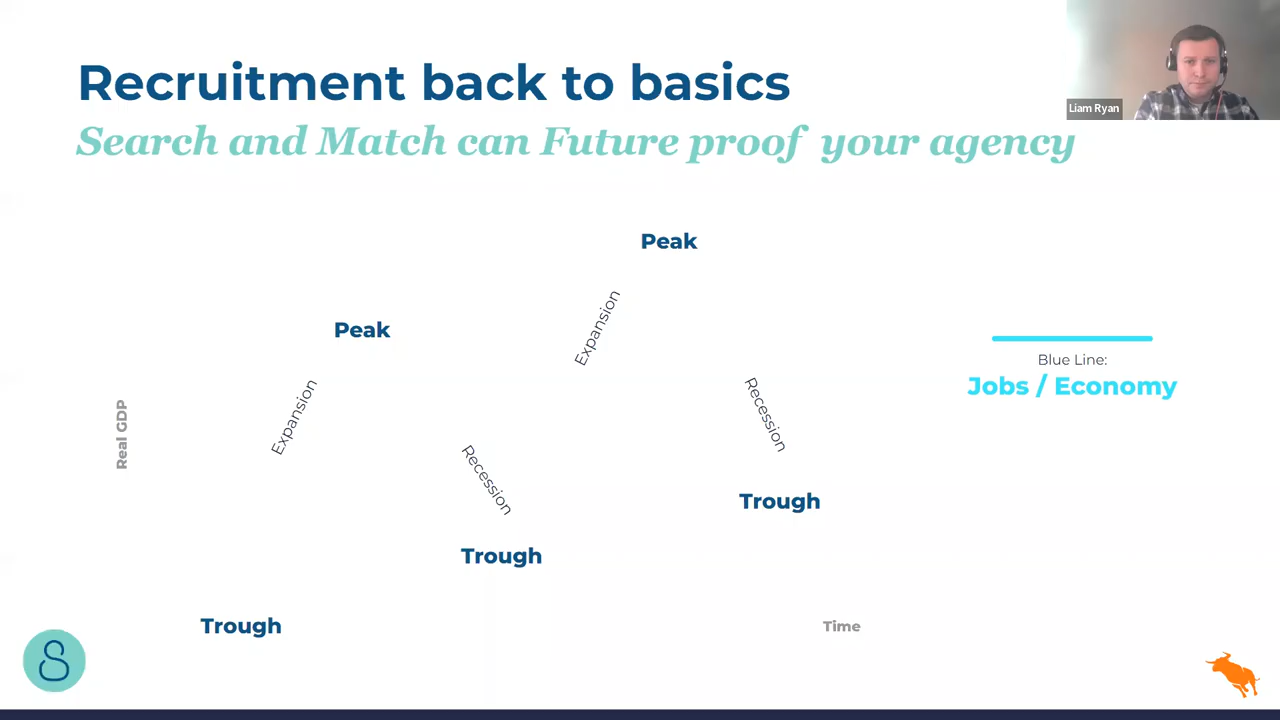 Recruitment back to basics
Search and Match can Future proof your agency
Liam Ryan
Peak
Expansion
Peak
Blue Line:
Jobs / Economy
Expansion
Recession
Real GDP
Recession
Trough
Trough
Trough
Time